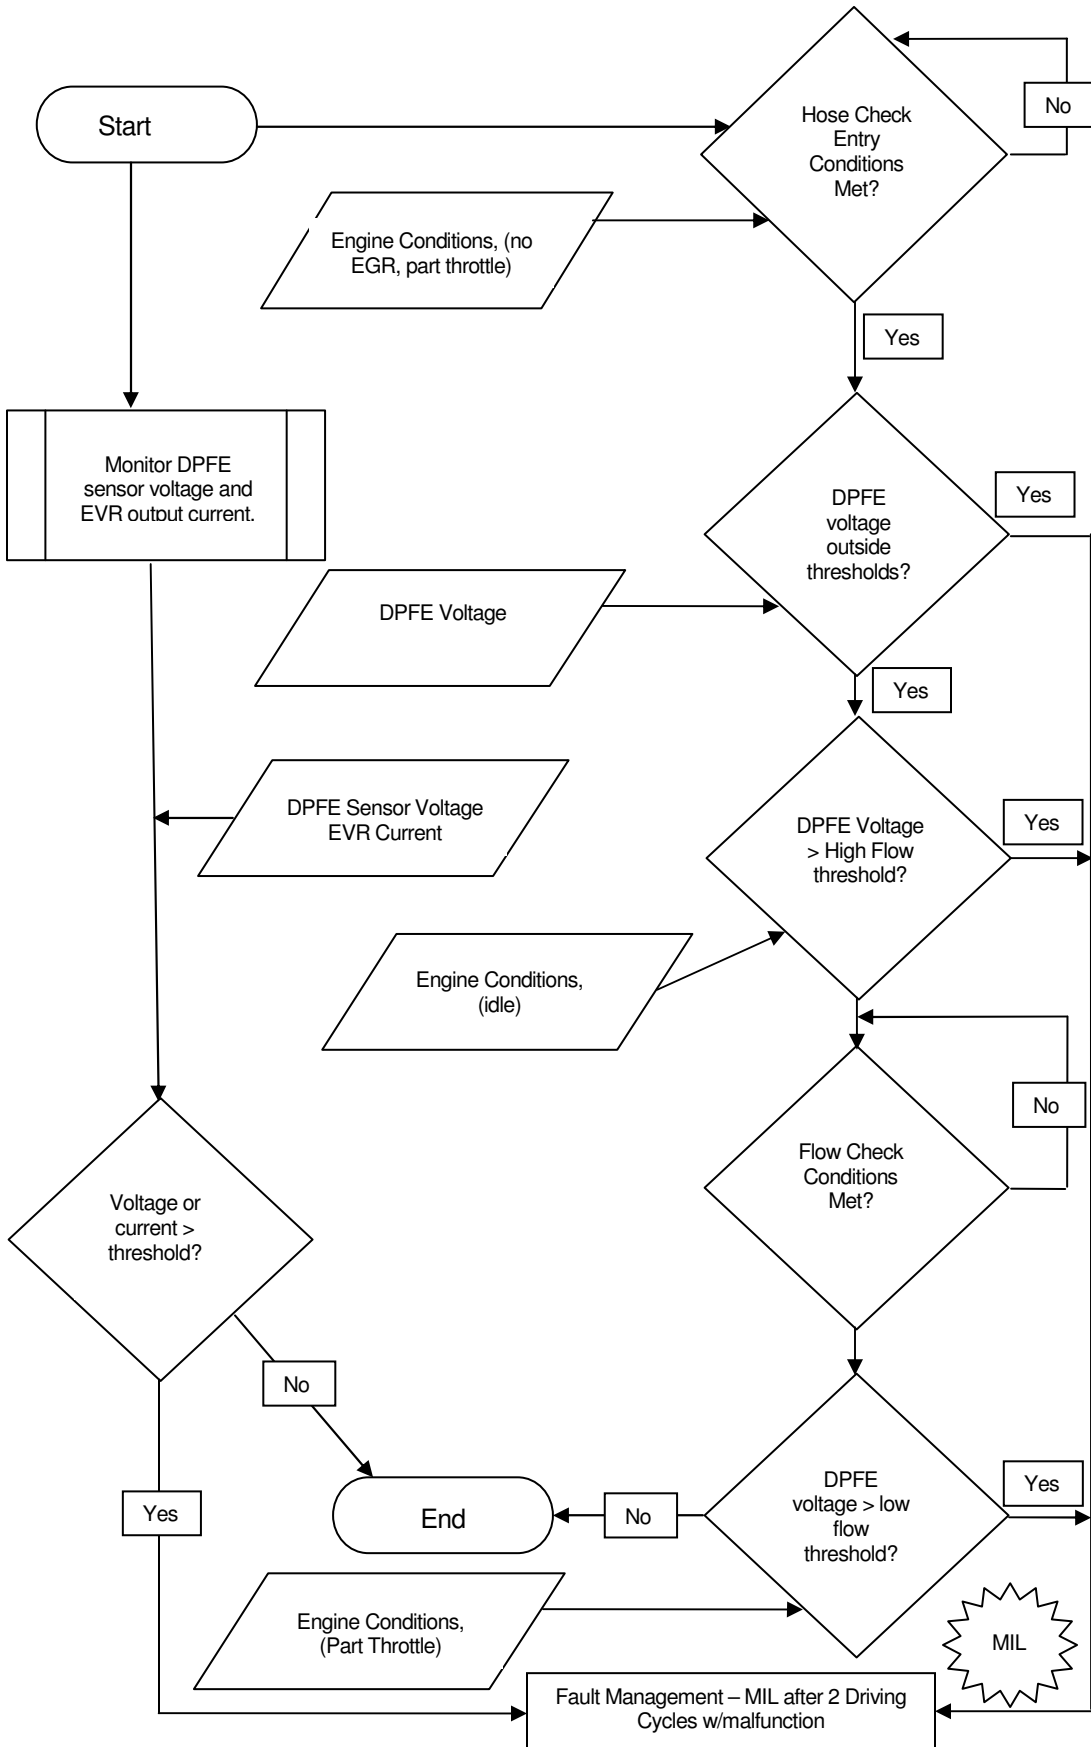 Start
Hose Check
Entry
Conditions
Met?
No
Engine Conditions, (no
EGR, part throttle)
Yes
Monitor DPFE
sensor voltage and
EVR output current.
DPFE
voltage
outside
thresholds?
Yes
DPFE Voltage
Yes
DPFE Sensor Voltage
EVR Current
DPFE Voltage
> High Flow
threshold?
Yes
Engine Conditions,
(idle)
No
Flow Check
Conditions
Met?
Voltage or
current >
threshold?
No
DPFE
voltage > low
flow
threshold?
Yes
Yes
End
No
Engine Conditions,
(Part Throttle)
MIL
Fault Management – MIL after 2 Driving
Cycles w/malfunction